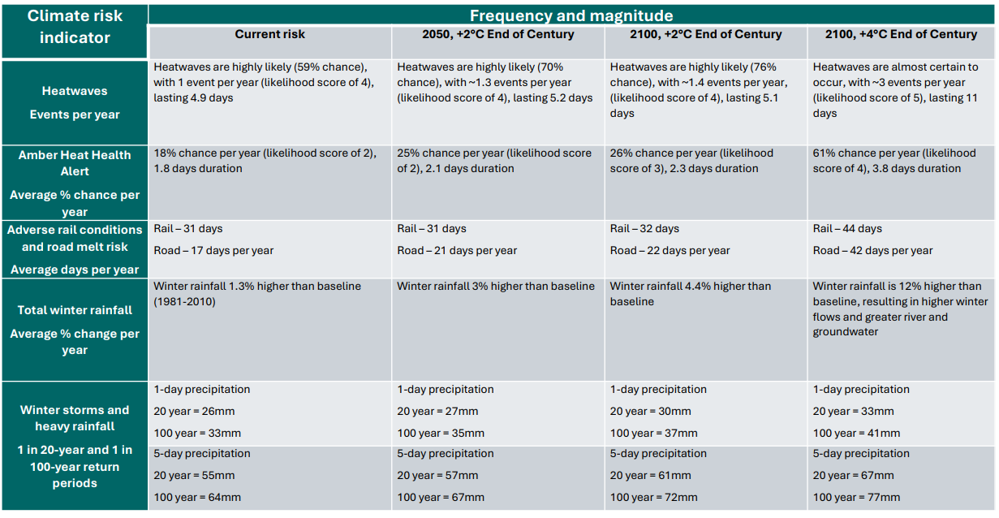 Climate risk
indicator
Frequency and magnitude
Current risk
2050, +2°C End of Century
2100, +2°C End of Century
2100, +4°C End of Century
Heatwaves
Events per year
Heatwaves are highly likely (59% chance),
with 1 event per year (likelihood score of 4),
lasting 4.9 days
Heatwaves are highly likely (70%
chance), with ~1.3 events per year
(likelihood score of 4), lasting 5.2 days
Heatwaves are highly likely (76%
chance), with ~1.4 events per year,
(likelihood score of 4), lasting 5.1
days
Heatwaves are almost certain to
occur, with ~3 events per year
(likelihood score of 5), lasting 11
days
Amber Heat Health
Alert
Average % chance per
year
18% chance per year (likelihood score of 2),
1.8 days duration
25% chance per year (likelihood score
of 2), 2.1 days duration
26% chance per year (likelihood
score of 3), 2.3 days duration
61% chance per year (likelihood
score of 4), 3.8 days duration
Adverse rail conditions
and road melt risk
Average days per year
Rail – 31 days
Road – 17 days per year
Rail – 31 days
Road – 21 days per year
Rail – 32 days
Road – 22 days per year
Rail – 44 days
Road – 42 days per year
Total winter rainfall
Average % change per
year
Winter rainfall 1.3% higher than baseline
(1981-2010)
Winter rainfall 3% higher than baseline
Winter rainfall 4.4% higher than
baseline
Winter rainfall is 12% higher than
baseline, resulting in higher winter
flows and greater river and
groundwater
Winter storms and
heavy rainfall
1 in 20-year and 1 in
100-year return
periods
1-day precipitation
20 year = 26mm
100 year = 33mm
1-day precipitation
20 year = 27mm
100 year = 35mm
1-day precipitation
20 year = 30mm
100 year = 37mm
1-day precipitation
20 year = 33mm
100 year = 41mm
5-day precipitation
20 year = 55mm
100 year = 64mm
5-day precipitation
20 year = 57mm
100 year = 67mm
5-day precipitation
20 year = 61mm
100 year = 72mm
5-day precipitation
20 year = 67mm
100 year = 77mm